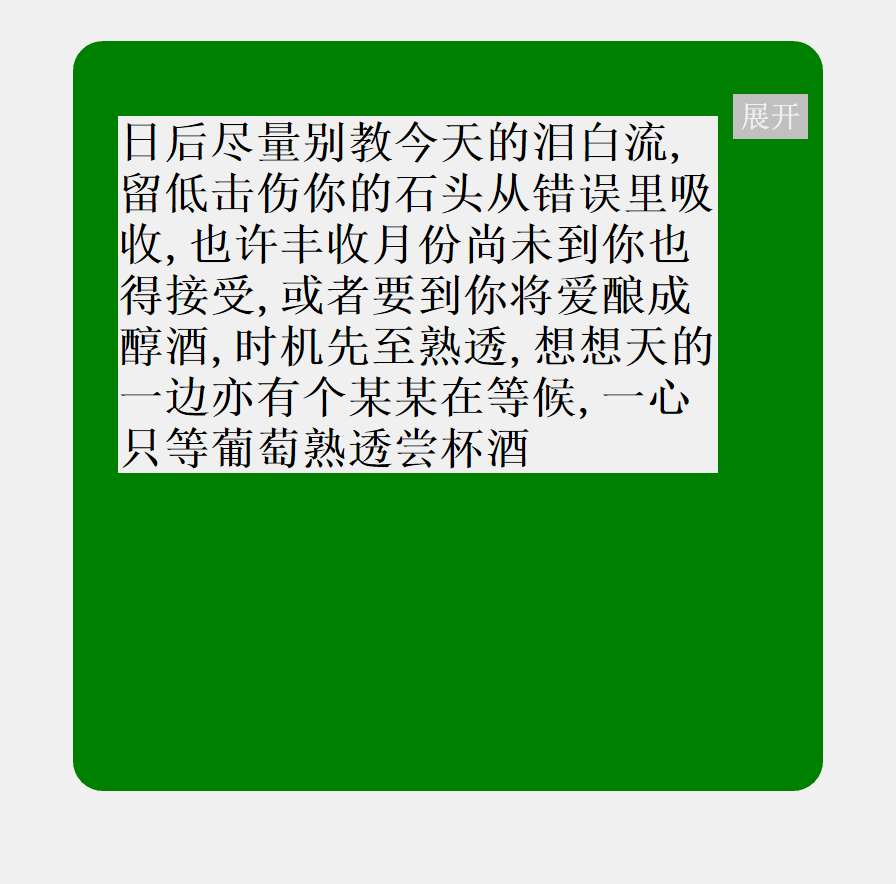 展开
日后尽量别教今天的泪白流,
留低击伤你的石头从错误里吸
收,也许丰收月份尚未到你也
得接受,或者要到你将爱酿成
醇酒,时机先至熟透,想想天的
一边亦有个某某在等候,一心
只等葡萄熟透尝杯酒